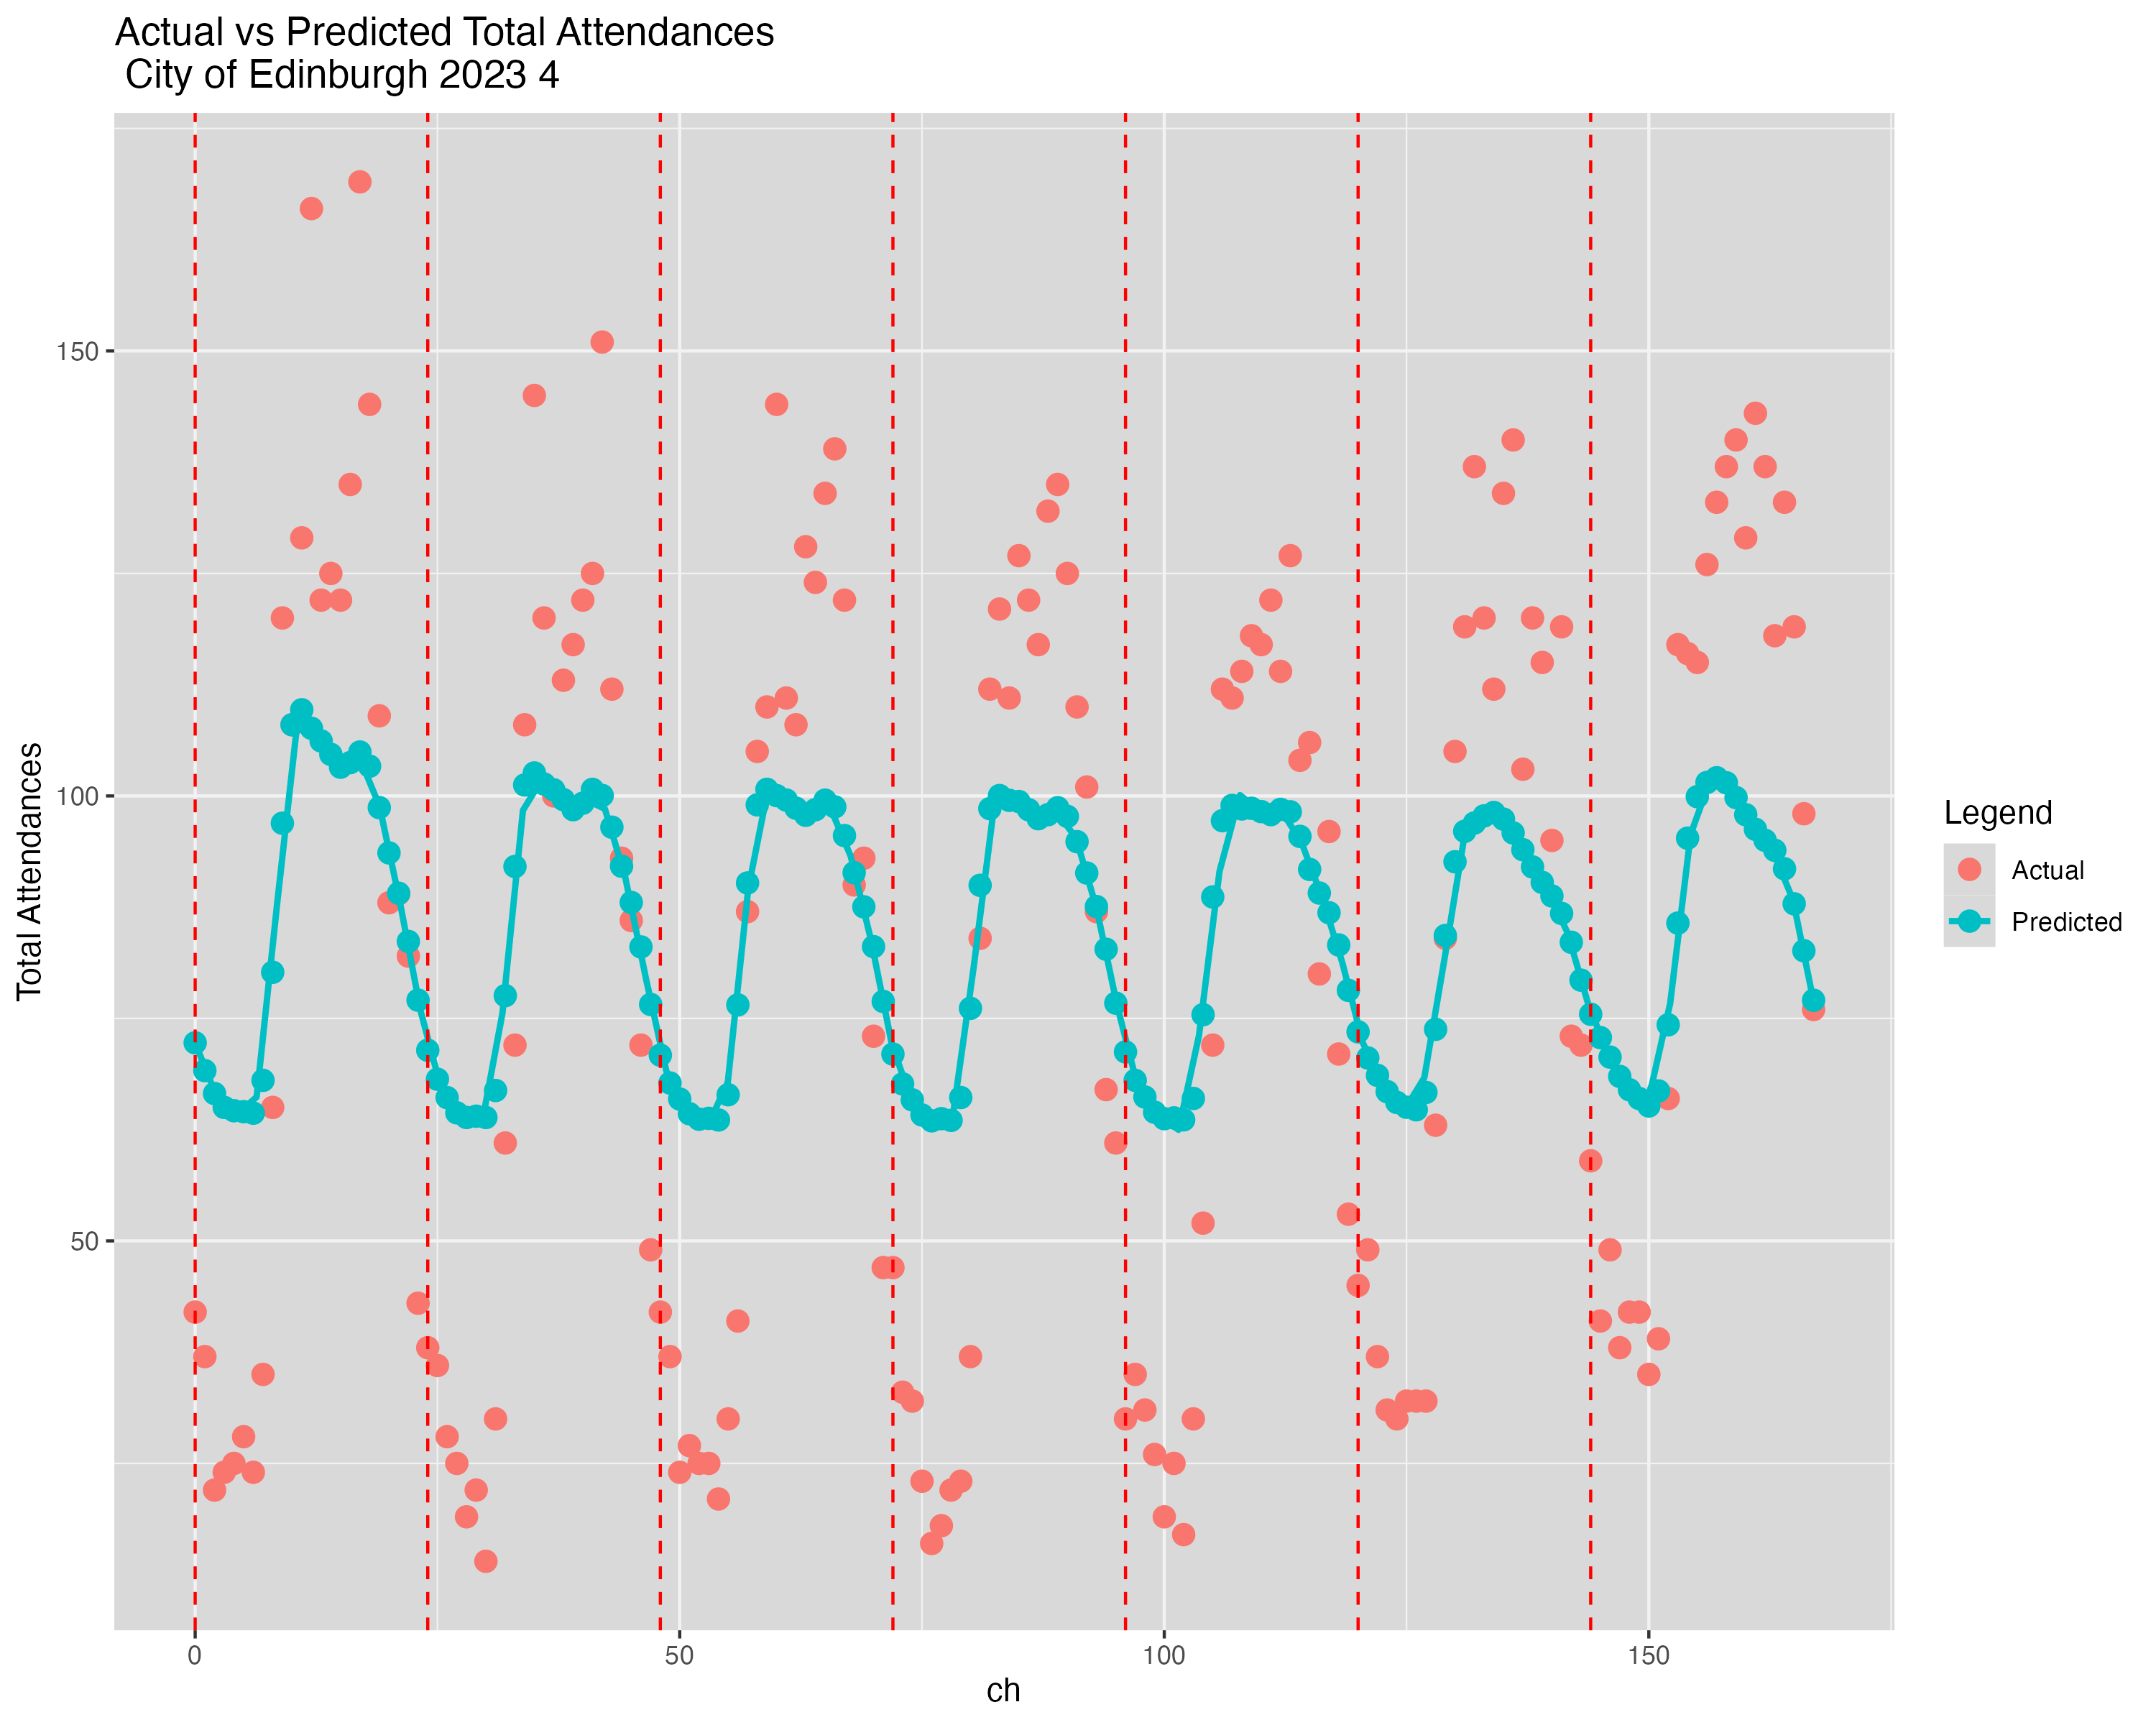 Actual vs Predicted Total Attendances
City of Edinburgh 2023 4
Total Attendances
150
100
50
0
50
100
150
ch
Legend
Actual
Predicted